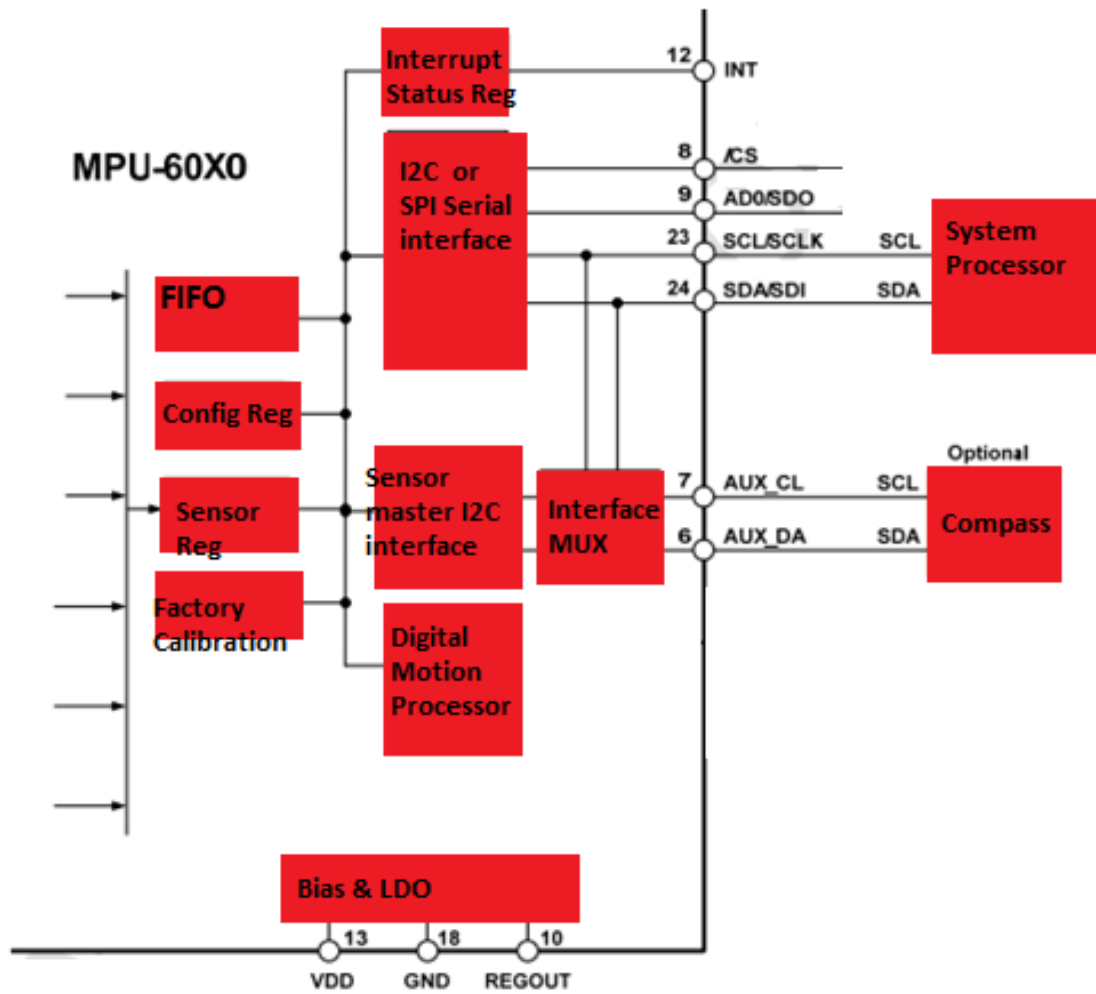 Interrupt
Status Reg
12
INT
MPU-60X0
I2C or
SPI Serial
interface
8
/CS
9
AD0/SDO
23
SCL/SCLK
SCL
24
SDA/SDI
SDA
System
Processor
FIFO
Config Reg
Sensor
Reg
Factory
Calibration
Sensor
master I2C
interface
Interface
MUX
7
AUX_CL
SCL
6
AUX_DA
SDA
Optional
Compass
Digital
Motion
Processor
Bias & LDO
13
18
10
VDD
GND
REGOUT